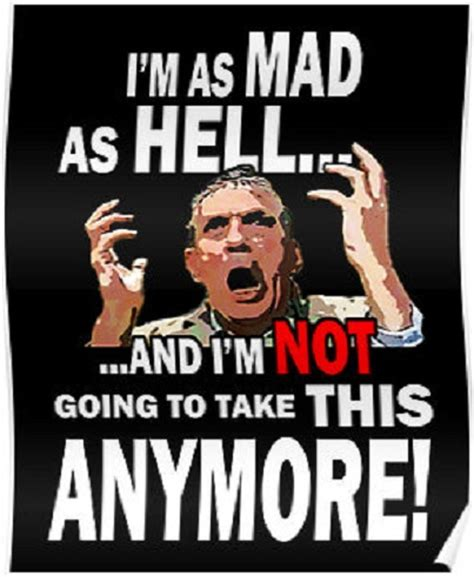 I'M AS MAD
AS HELL...
...AND I'M NOT
GOING TO TAKE THIS
ANYMORE!